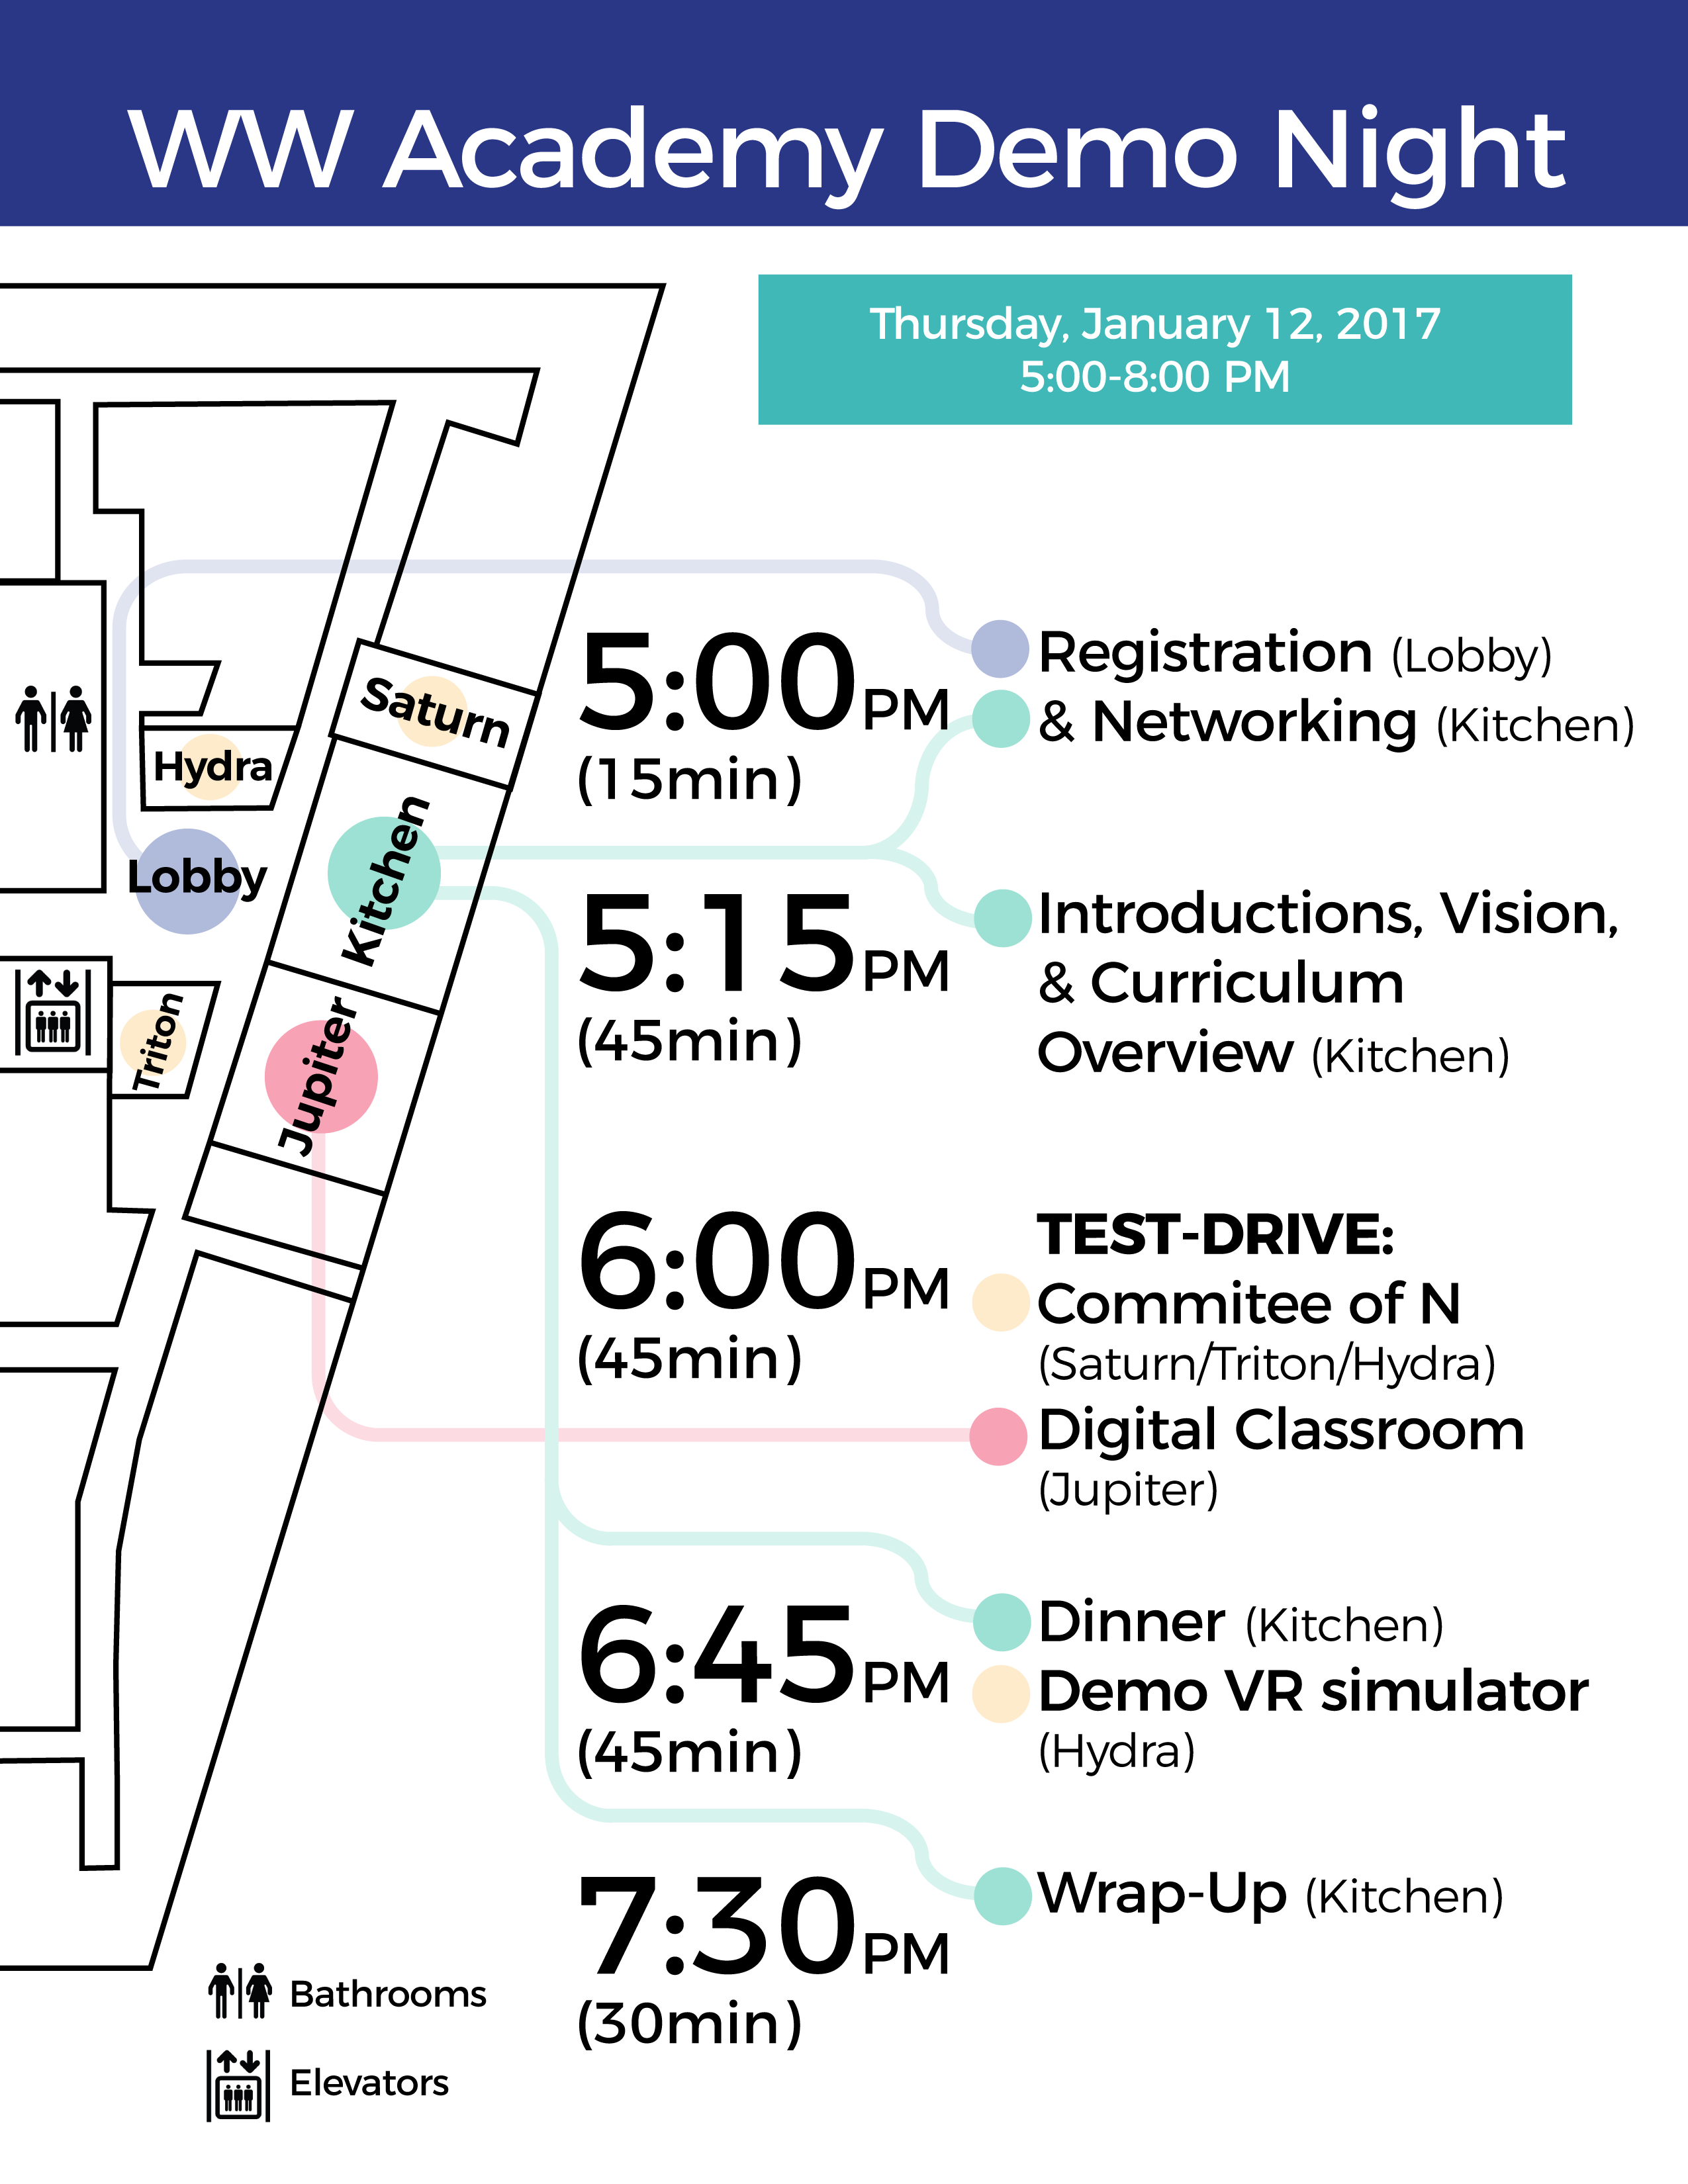 WW Academy Demo Night
Thursday, January 12, 2017
5:00-8:00 PM
Saturn
Hydra
Lobby
Kitchen
Triton
Jupiter
5:00PM
(15min)
Registration (Lobby)
& Networking (Kitchen)
5:15PM
(45min)
Introductions, Vision,
& Curriculum
Overview (Kitchen)
6:00PM
(45min)
TEST-DRIVE:
Commitee of N
(Saturn/Triton/Hydra)
Digital Classroom
(Jupiter)
6:45PM
(45min)
Dinner (Kitchen)
Demo VR simulator
(Hydra)
7:30PM
(30min)
Wrap-Up (Kitchen)
Bathrooms
Elevators